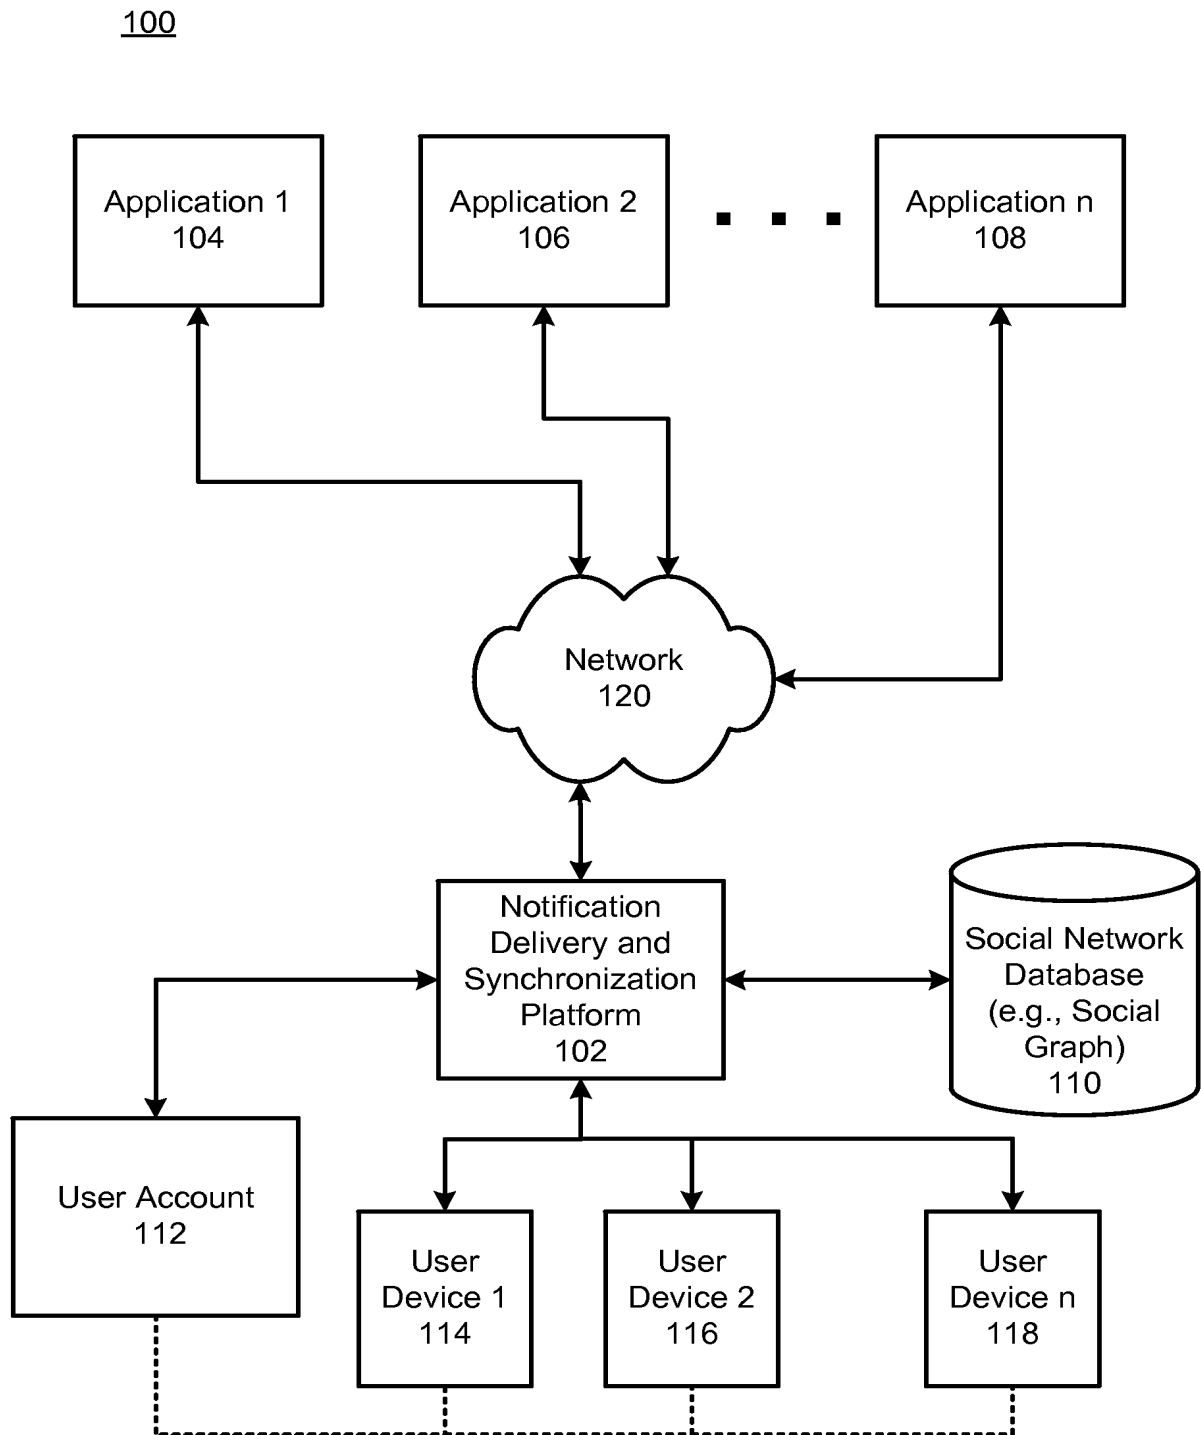 100
Application 1
104
Application 2
106
Application n
108
Network
120
Notification
Delivery and
Synchronization
Platform
102
Social Network
Database
(e.g., Social
Graph)
110
User Account
112
User
Device 1
114
User
Device 2
116
User
Device n
118